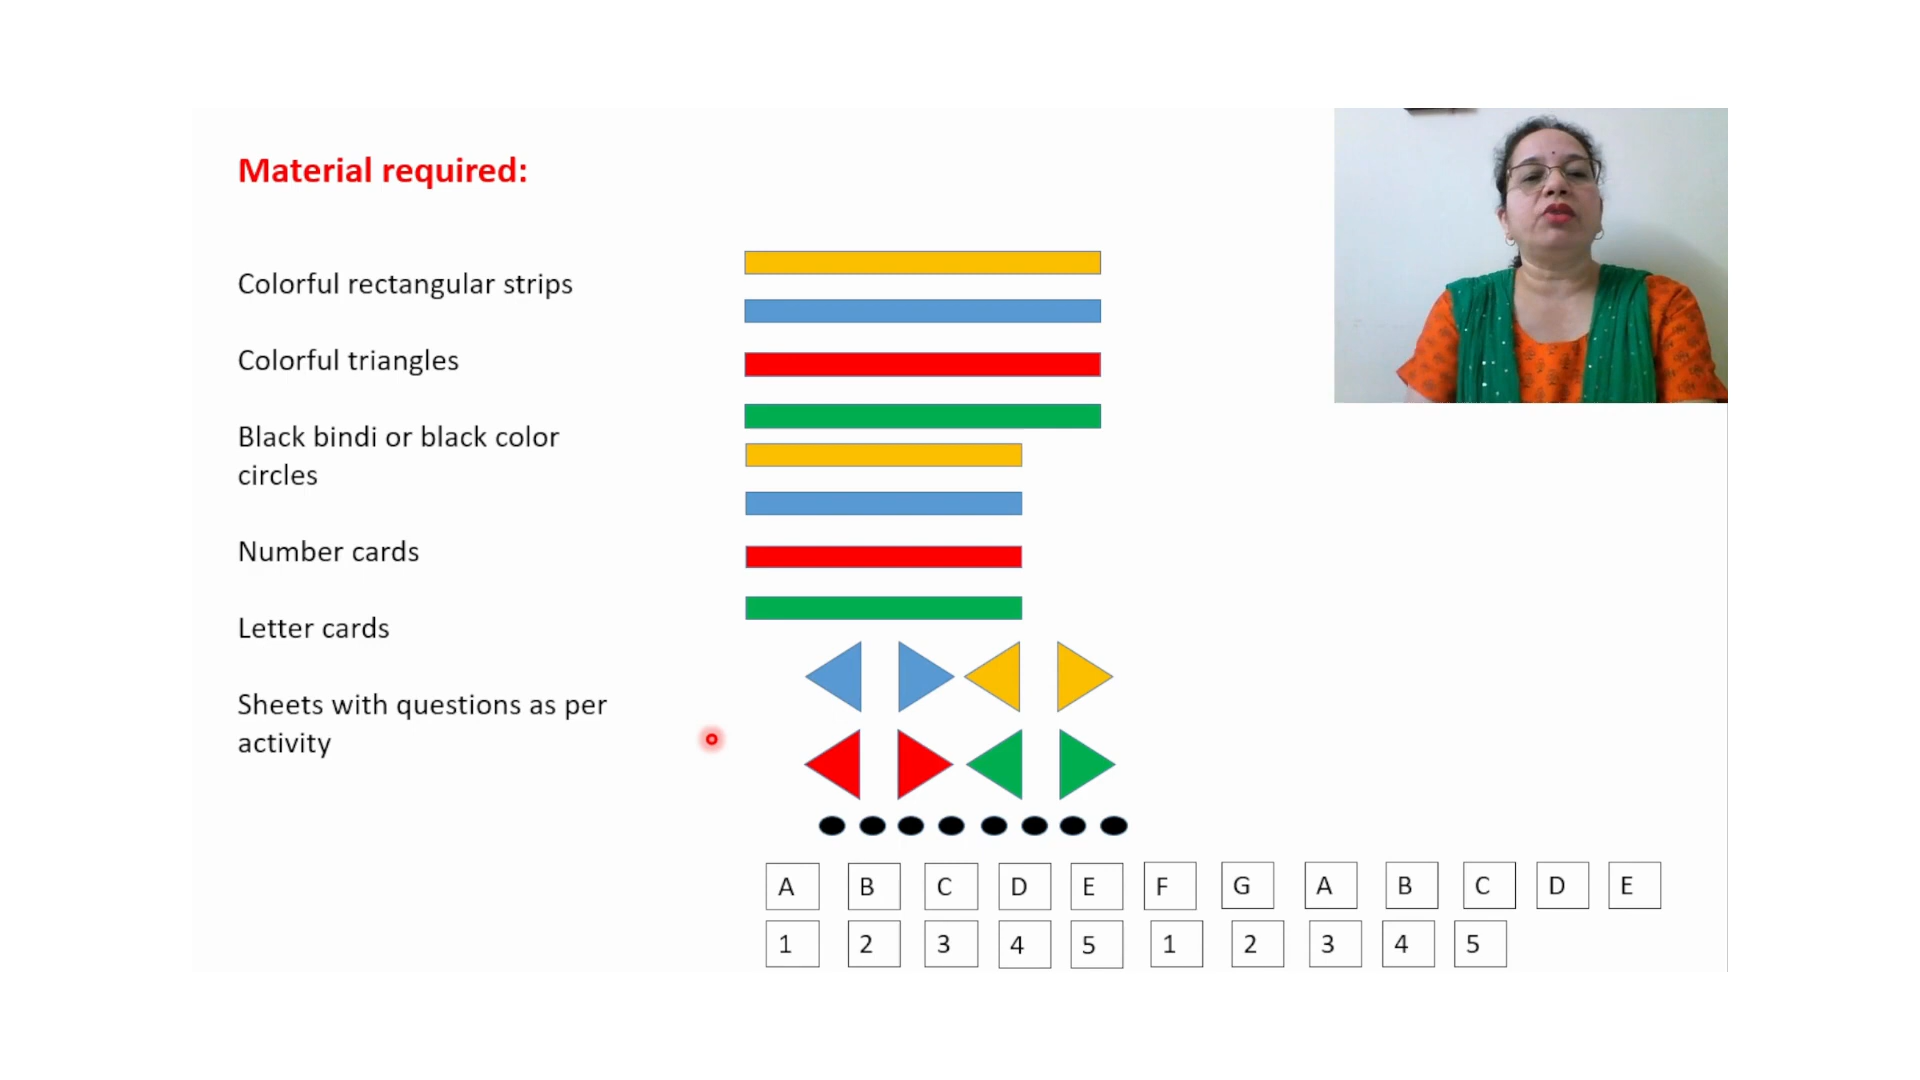 Material required:
Colorful rectangular strips
Colorful triangles
Black bindi or black color
circles
Number cards
Letter cards
Sheets with questions as per
activity
A B C D E F G A B C D E
1 2 3 4 5 1 2 3 4 5